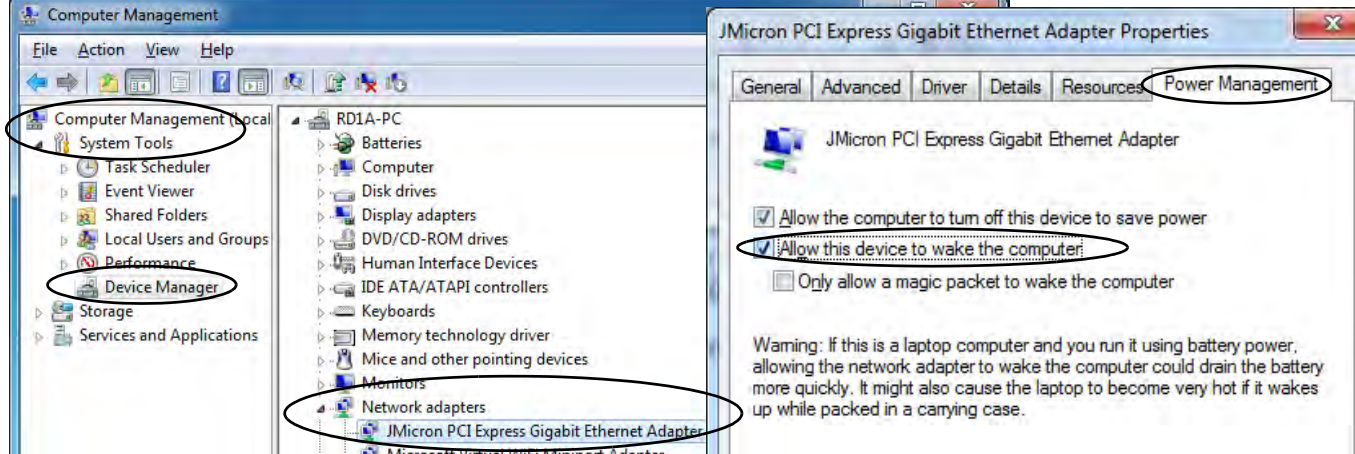 Computer Management
File Action View Help
Computer Management (Local
System Tools
Task Scheduler
Event Viewer
Shared Folders
Local Users and Groups
Performance
Device Manager
Storage
Services and Applications
RD1A-PC
Batteries
Computer
Disk drives
Display adapters
DVD/CD-ROM drives
Human Interface Devices
IDE ATA/ATAPI controllers
Keyboards
Memory technology driver
Mice and other pointing devices
Monitors
Network adapters
JMicron PCI Express Gigabit Ethernet Adapter
Microsoft Virtual WiFi Miniport Adapter
JMicron PCI Express Gigabit Ethernet Adapter Properties
General Advanced Driver Details Resources Power Management
JMicron PCI Express Gigabit Ethernet Adapter
Allow the computer to turn off this device to save power
Allow this device to wake the computer
Only allow a magic packet to wake the computer
Warning: If this is a laptop computer and you run it using battery power,
allowing the network adapter to wake the computer could drain the battery
more quickly. It might also cause the laptop to become very hot if it wakes
up while packed in a carrying case.